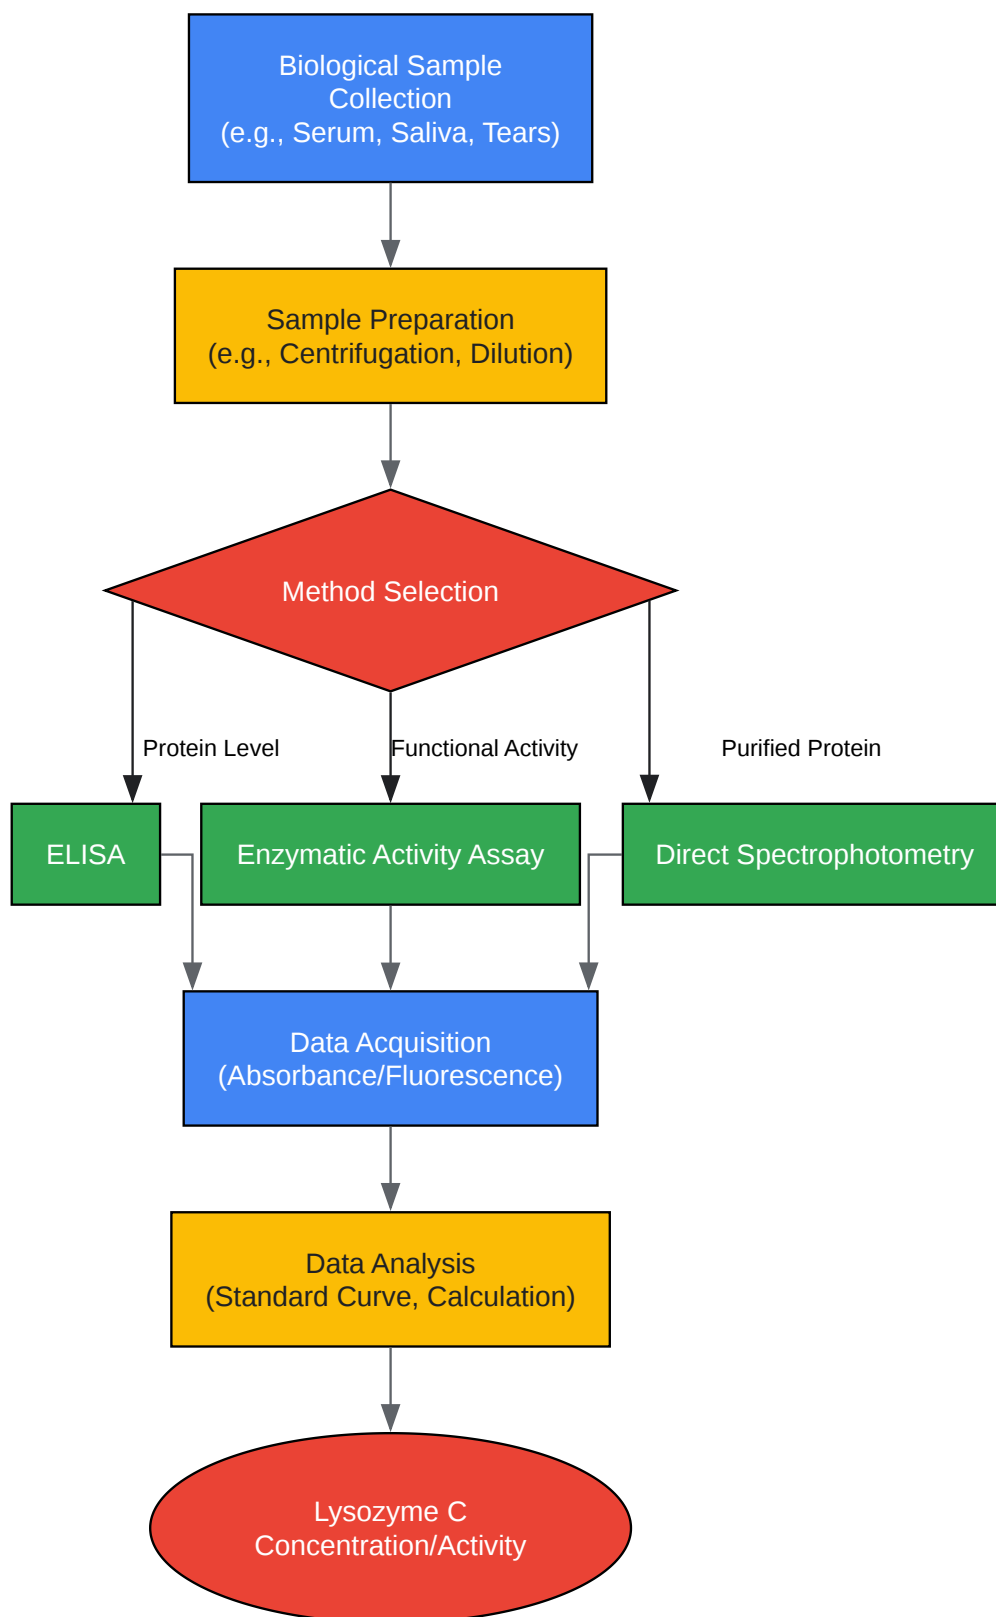 Biological Sample
Collection
(e.g., Serum, Saliva, Tears)
Sample Preparation
(e.g., Centrifugation, Dilution)
Method Selection
Protein Level
Functional Activity
Purified Protein
ELISA
Enzymatic Activity Assay
Direct Spectrophotometry
Data Acquisition
(Absorbance/Fluorescence)
Data Analysis
(Standard Curve, Calculation)
Lysozyme C
Concentration/Activity